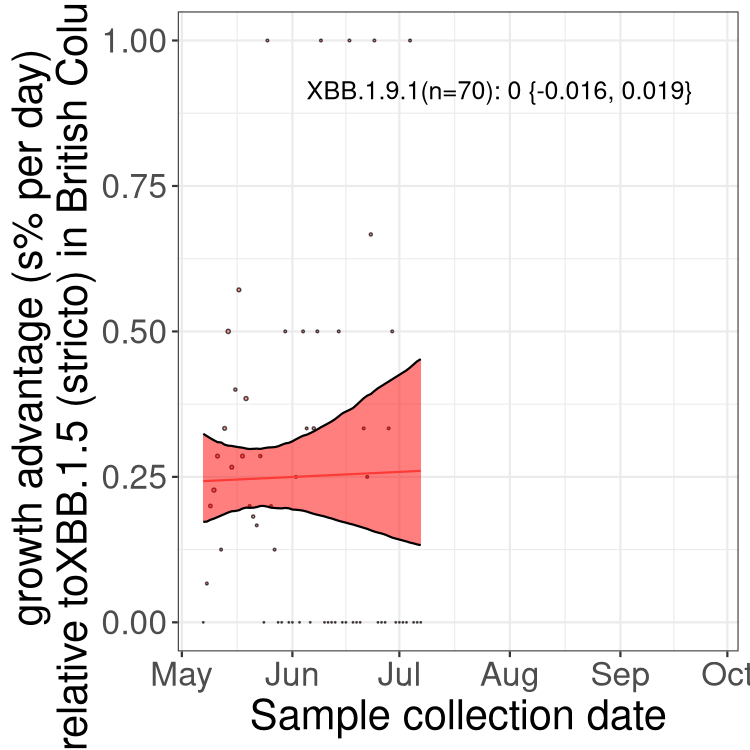 growth advantage (s% per day)
relative toXBB.1.5 (stricto) in British Colu
1.00
0.75
0.50
0.25
0.00
XBB.1.9.1(n=70): 0 {-0.016, 0.019}
May Jun Jul Aug Sep Oct
Sample collection date